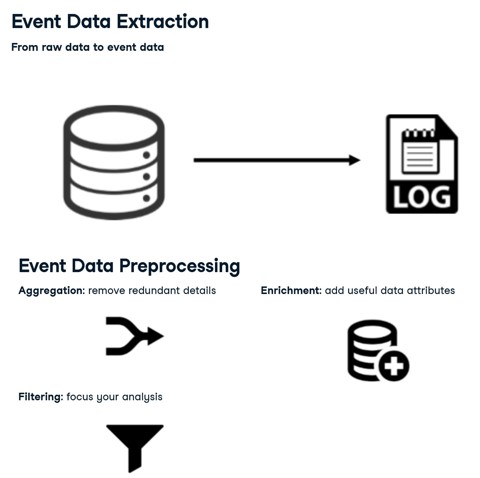 Event Data Extraction
From raw data to event data
LOG
Event Data Preprocessing
Aggregation: remove redundant details
Enrichment: add useful data attributes
Filtering: focus your analysis